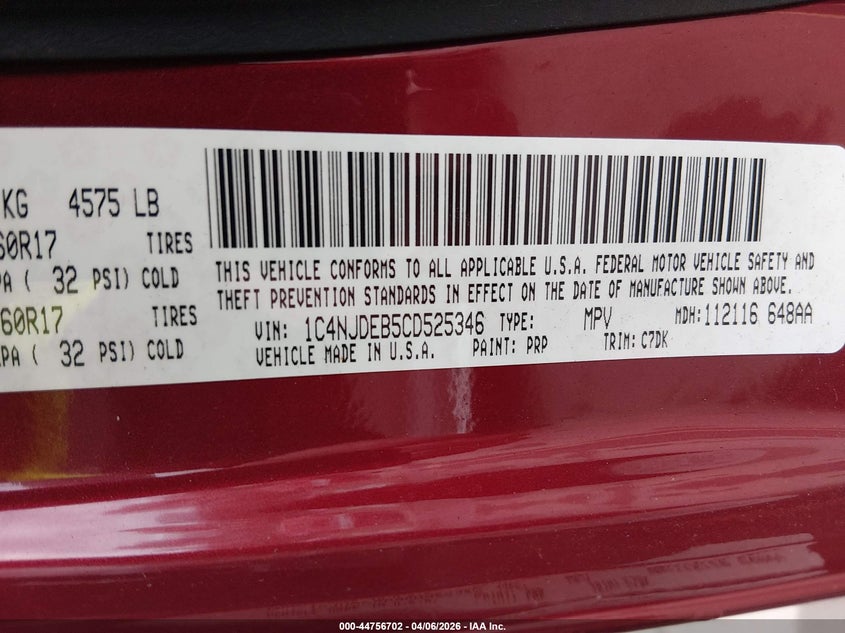 KG 4575 LB
60R17 TIRES
PA ( 32 PSI) COLD
60R17 TIRES
PA ( 32 PSI) COLD
THIS VEHICLE CONFORMS TO ALL APPLICABLE U.S.A. FEDERAL MOTOR VEHICLE SAFETY AND
THEFT PREVENTION STANDARDS IN EFFECT ON THE DATE OF MANUFACTURE SHOWN ABOVE.
VIN: 1C4NJDEB5CD525346 TYPE: MPV MDH:112116 648AA
VEHICLE MADE IN U.S.A. PAINT: PRP TRIM: C7DK
000-44756702 - 04/06/2026 - IAA Inc.